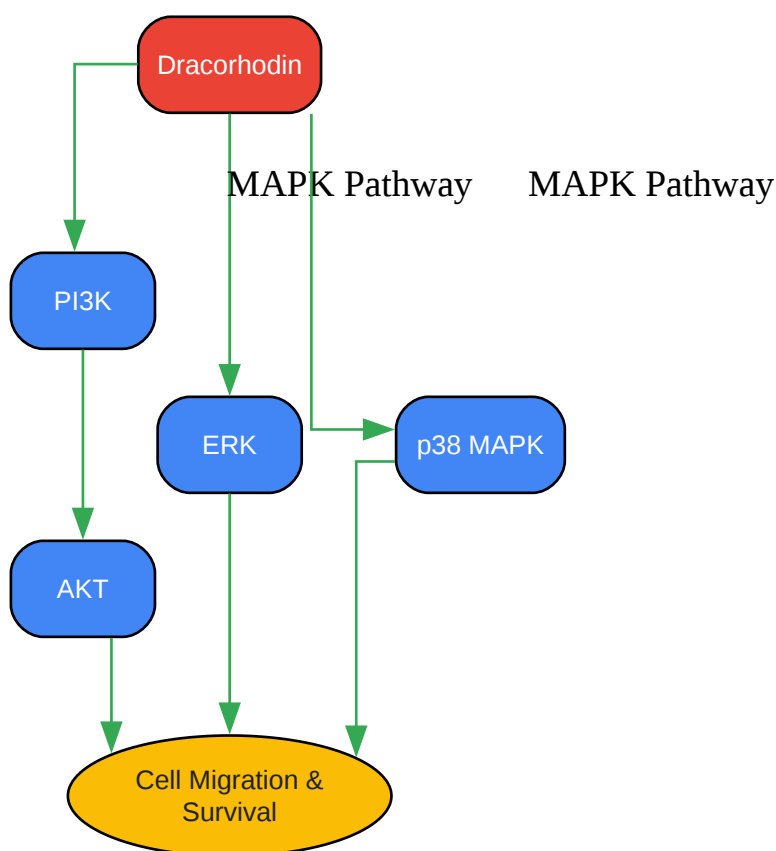 Dracorhodin
MAPK Pathway MAPK Pathway
PI3K
ERK p38 MAPK
AKT
Cell Migration &
Survival